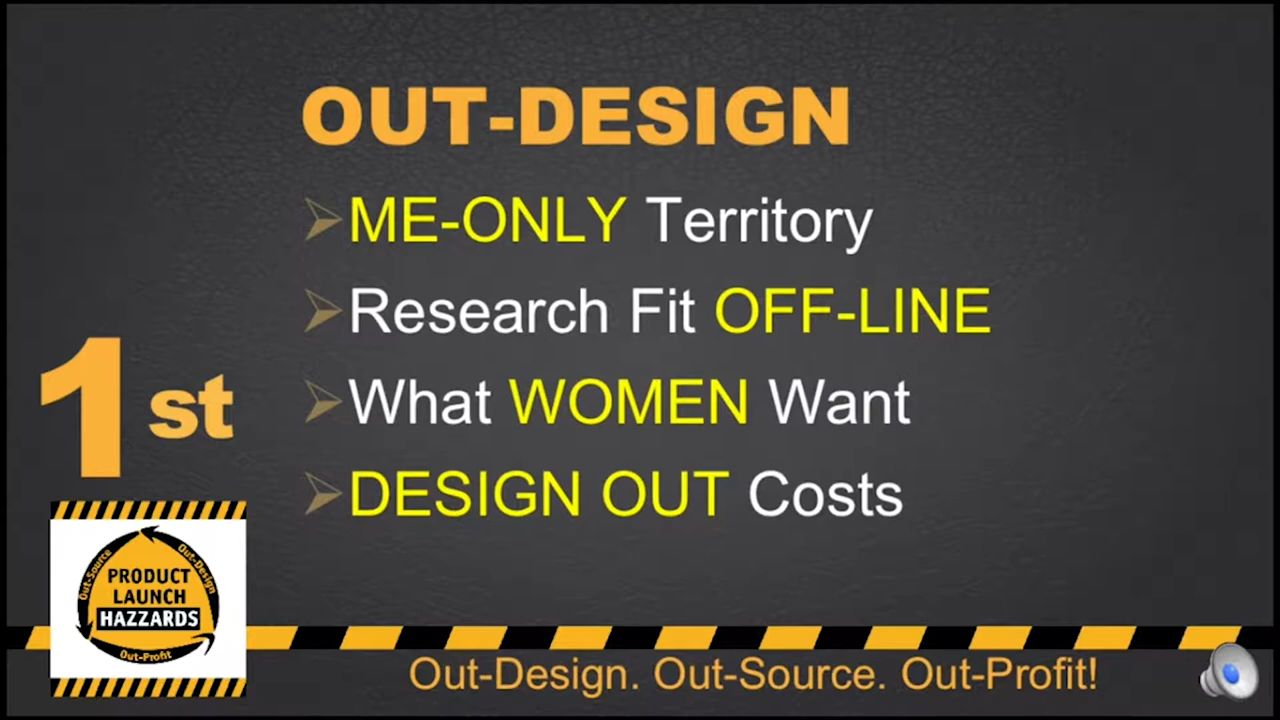 OUT-DESIGN
ME-ONLY Territory
Research Fit OFF-LINE
What WOMEN Want
DESIGN OUT Costs
1st
Out-Source
Out-Design
PRODUCT
LAUNCH
HAZZARDS
Out-Profit
Out-Design. Out-Source. Out-Profit!